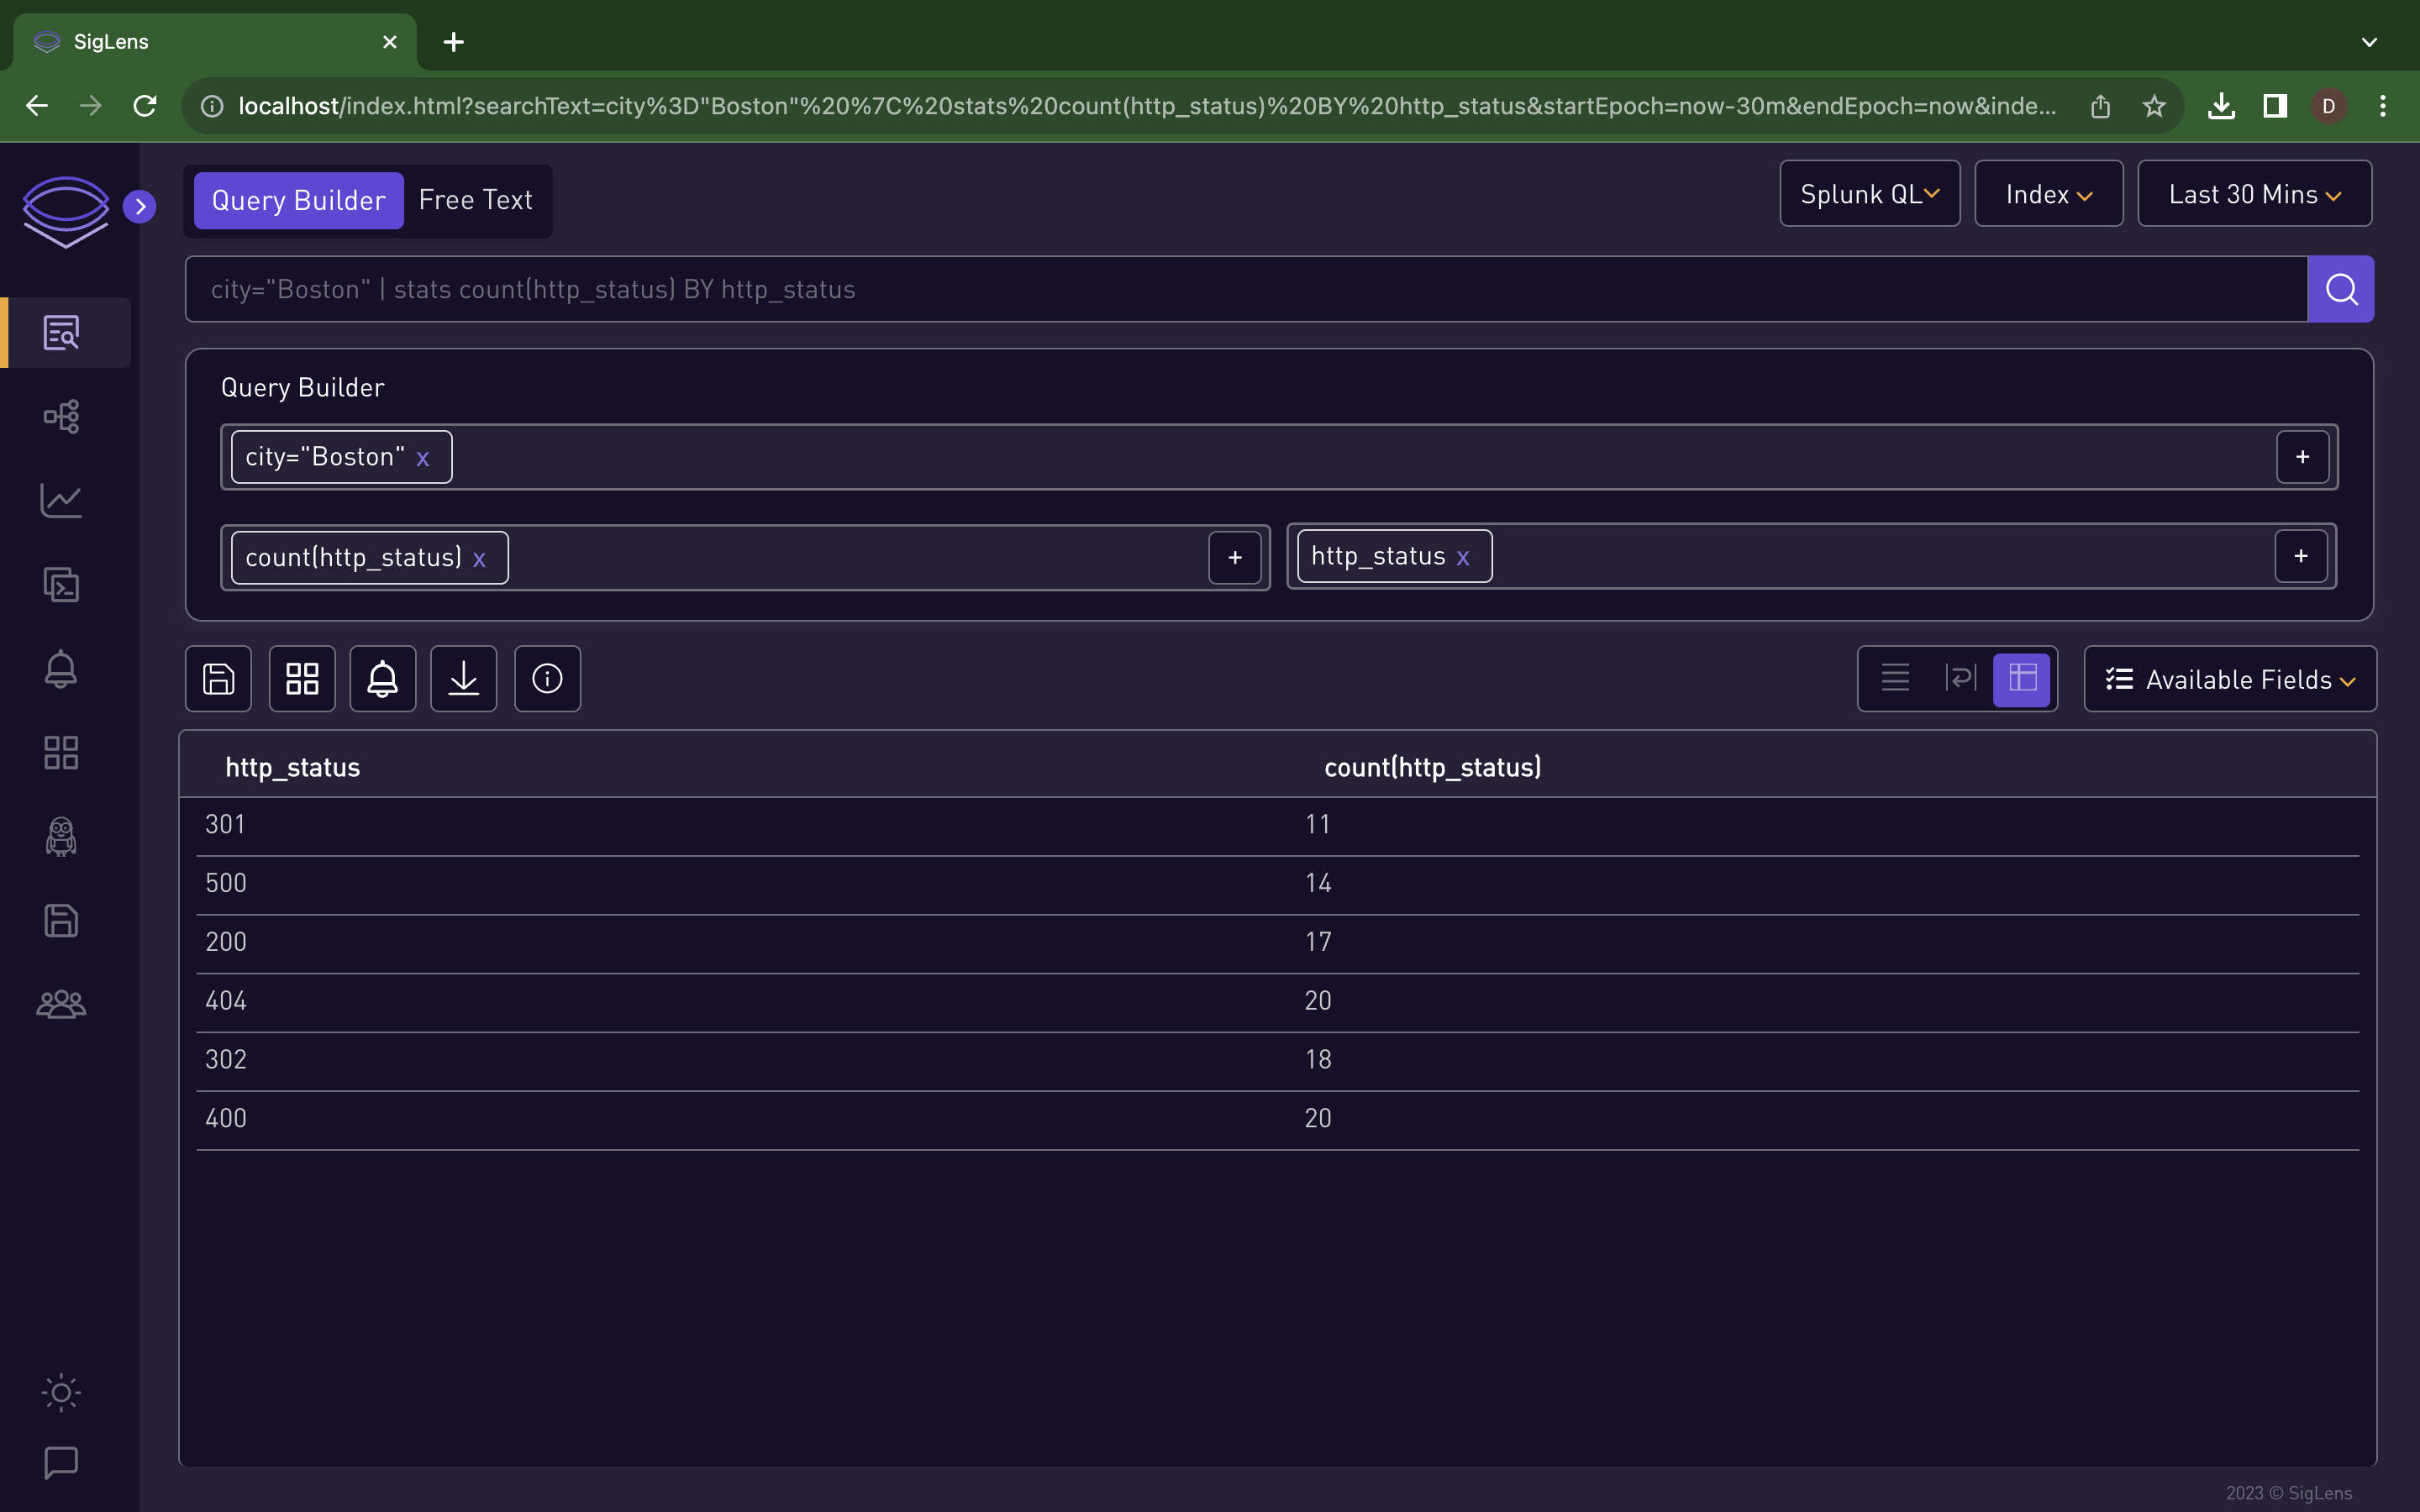 SigLens
localhost/index.html?searchText=city%3D"Boston"%20%7C%20stats%20count(http_status)%20BY%20http_status&startEpoch=now-30m&endEpoch=now&inde...
D
Query Builder Free Text Splunk QL Index Last 30 Mins
city="Boston" | stats count(http_status) BY http_status
Query Builder
city="Boston" x +
count(http_status) x + http_status x +
Available Fields
http_status count(http_status)
301 11
500 14
200 17
404 20
302 18
400 20
2023 © SigLens